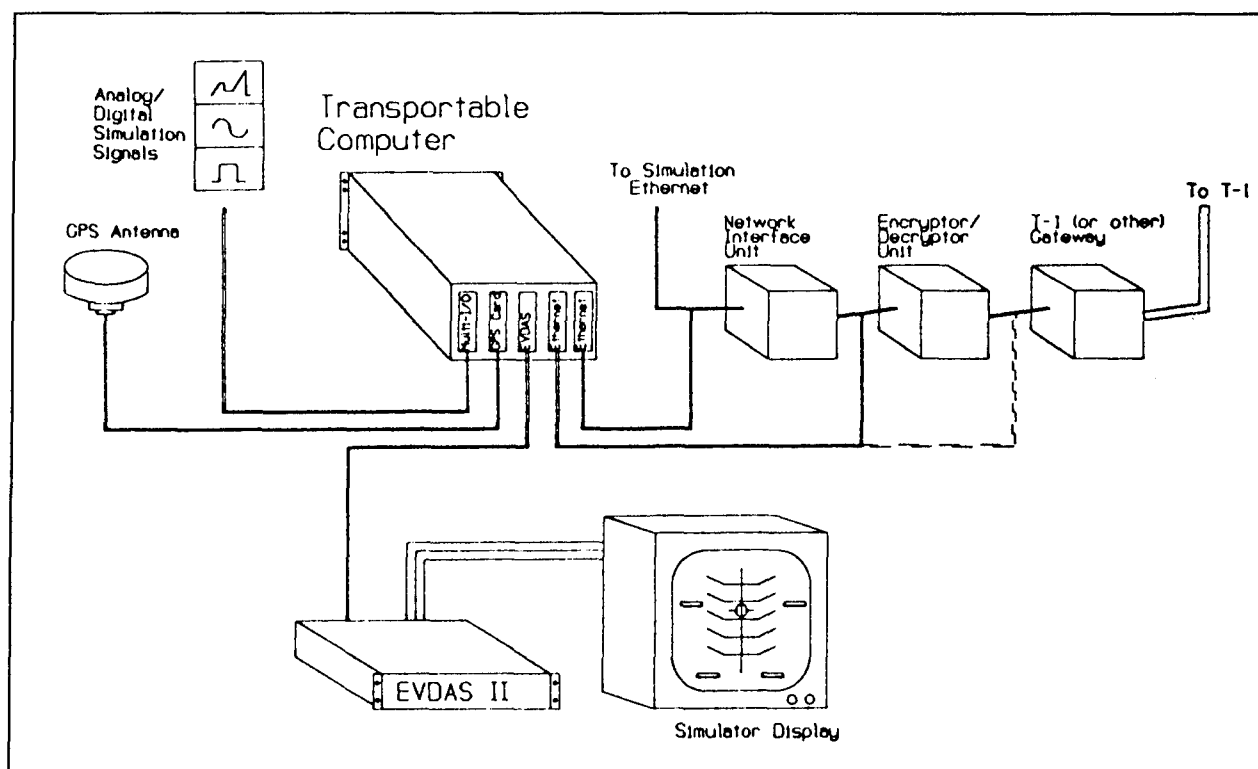 Analog/
Digital
Simulation
Signals
Transportable
Computer
To Simulation
Ethernet
To T-1
GPS Antenna
Network
Interface
Unit
Encryptor/
Decryptor
Unit
T-1 (or other)
Gateway
Multi-I/O
GPS Card
EVDAS
Ethernet
Ethernet
EVDAS II
Simulator Display